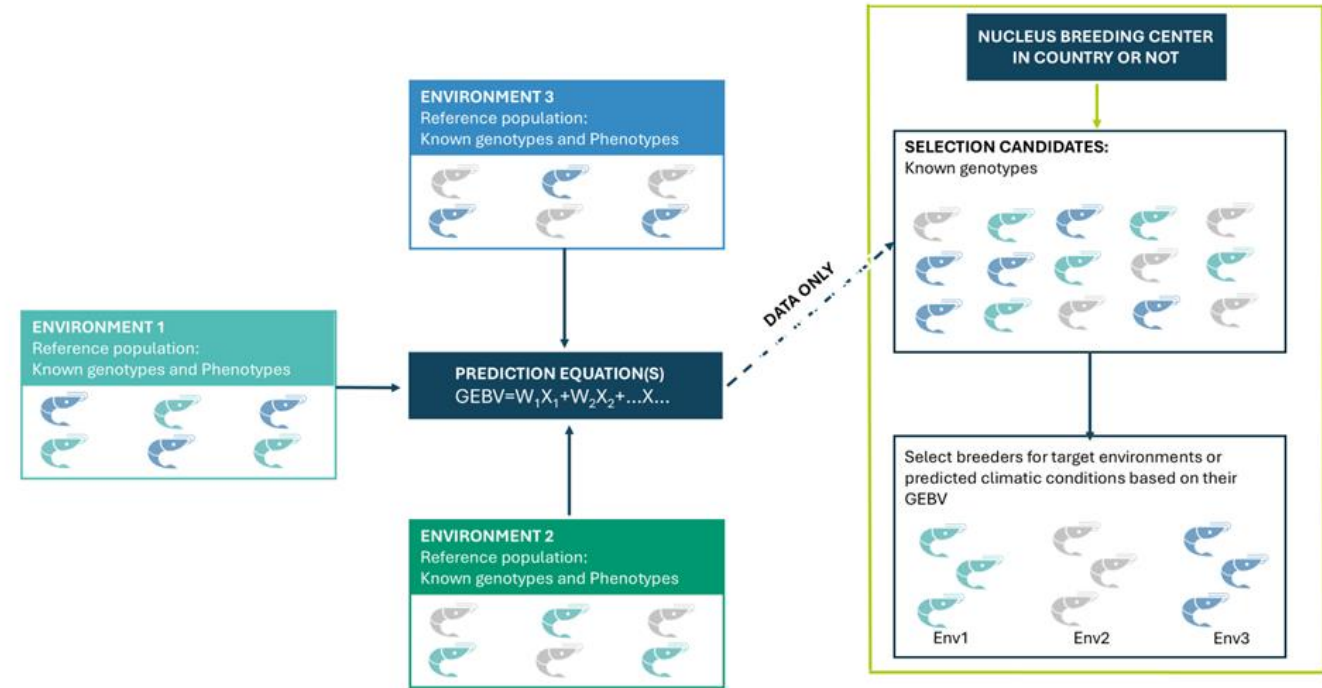 ENVIRONMENT 1
Reference population:
Known genotypes and Phenotypes
ENVIRONMENT 3
Reference population:
Known genotypes and Phenotypes
PREDICTION EQUATION(S)
GEBV=W₁X₁+W₂X₂+...X...
ENVIRONMENT 2
Reference population:
Known genotypes and Phenotypes
DATA ONLY
NUCLEUS BREEDING CENTER
IN COUNTRY OR NOT
SELECTION CANDIDATES:
Known genotypes
Select breeders for target environments or
predicted climatic conditions based on their
GEBV
Env1
Env2
Env3